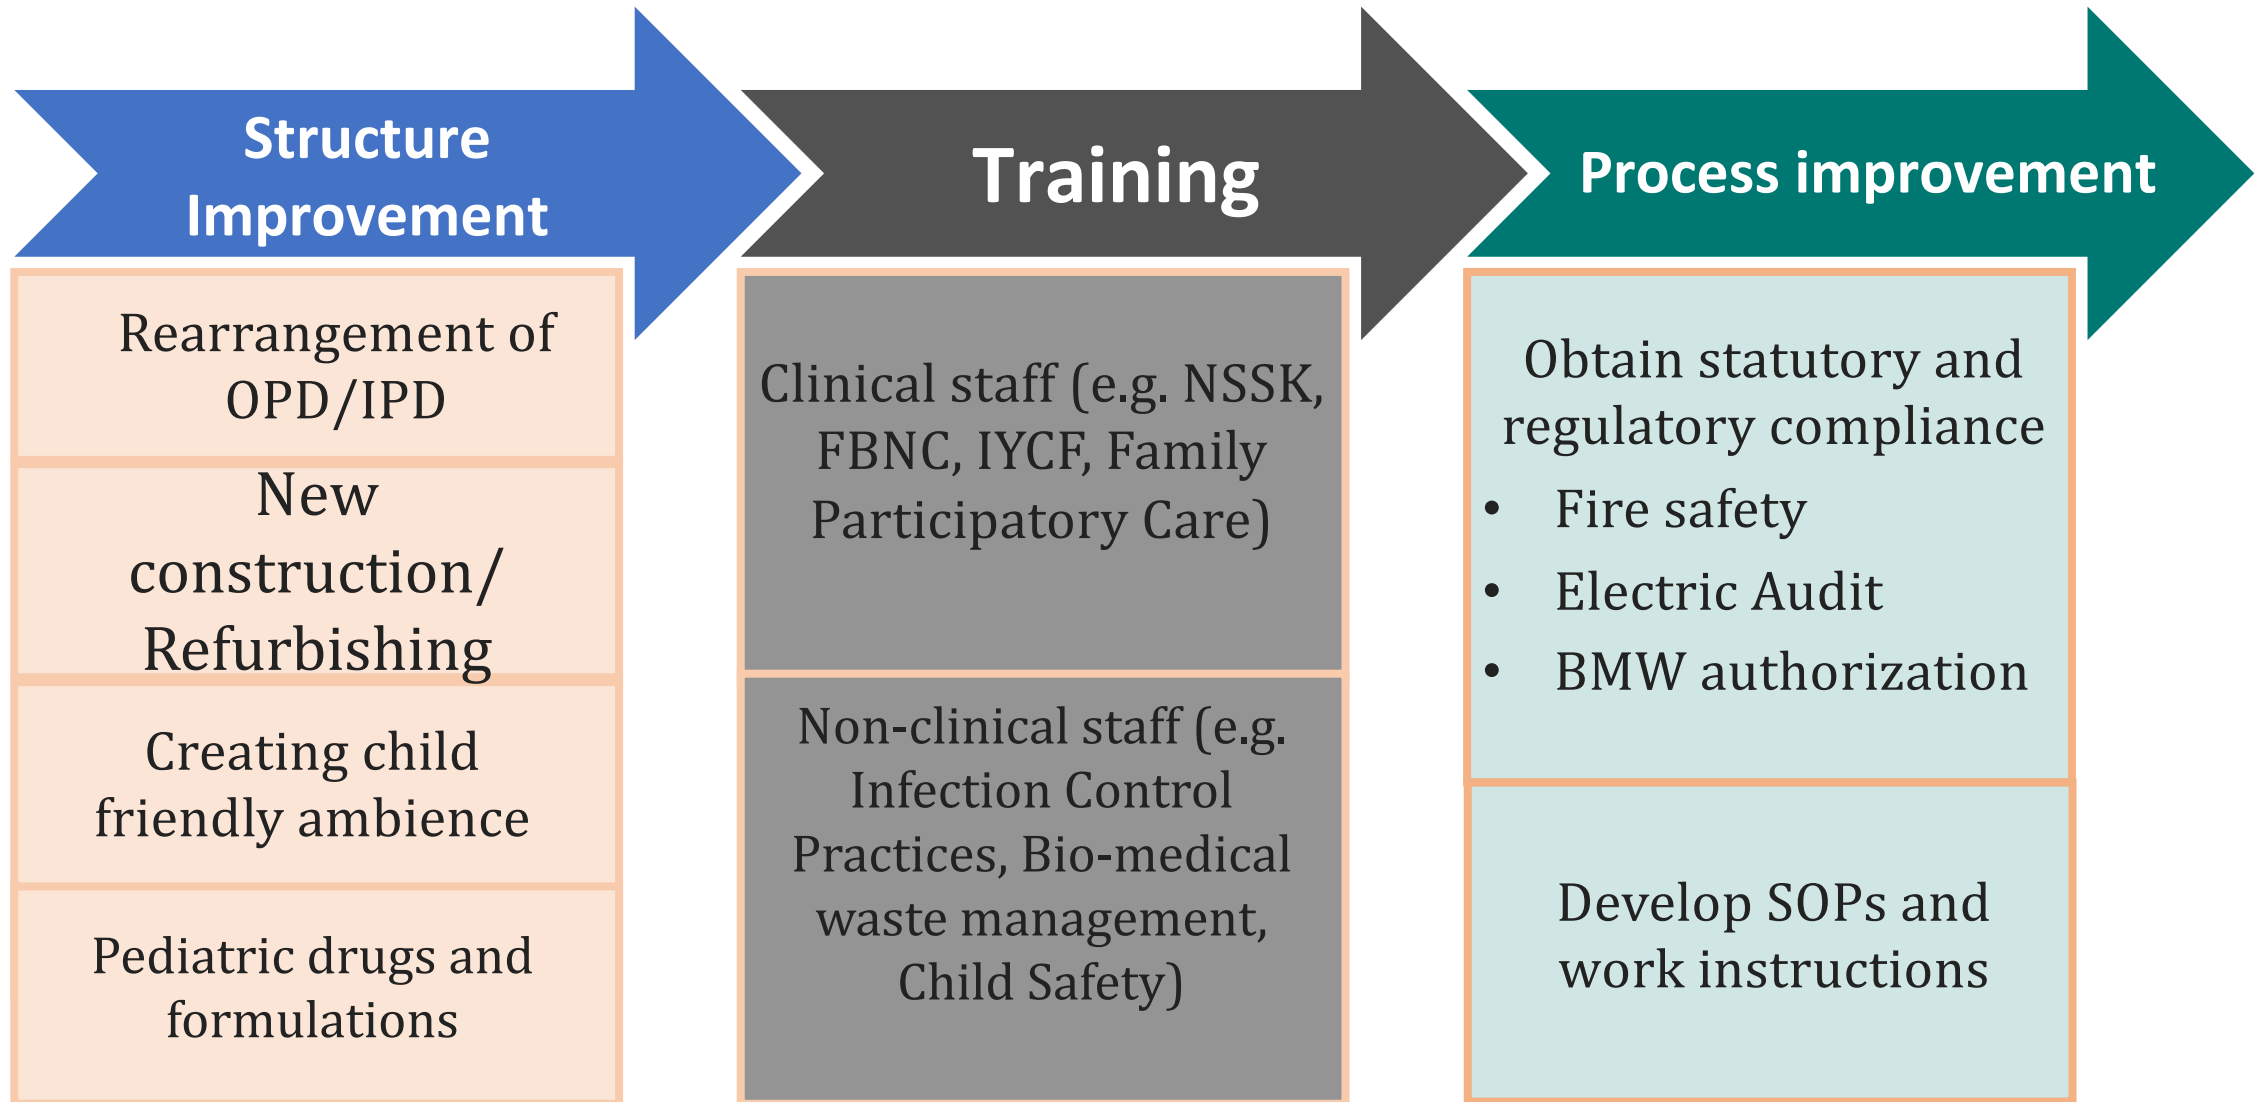 Structure
Improvement
Training
Process improvement
Rearrangement of
OPD/IPD
New
construction/
Refurbishing
Creating child
friendly ambience
Pediatric drugs and
formulations
Clinical staff (e.g. NSSK,
FBNC, IYCF, Family
Participatory Care)
Non-clinical staff (e.g.
Infection Control
Practices, Bio-medical
waste management,
Child Safety)
Obtain statutory and
regulatory compliance
• Fire safety
• Electric Audit
• BMW authorization
Develop SOPs and
work instructions